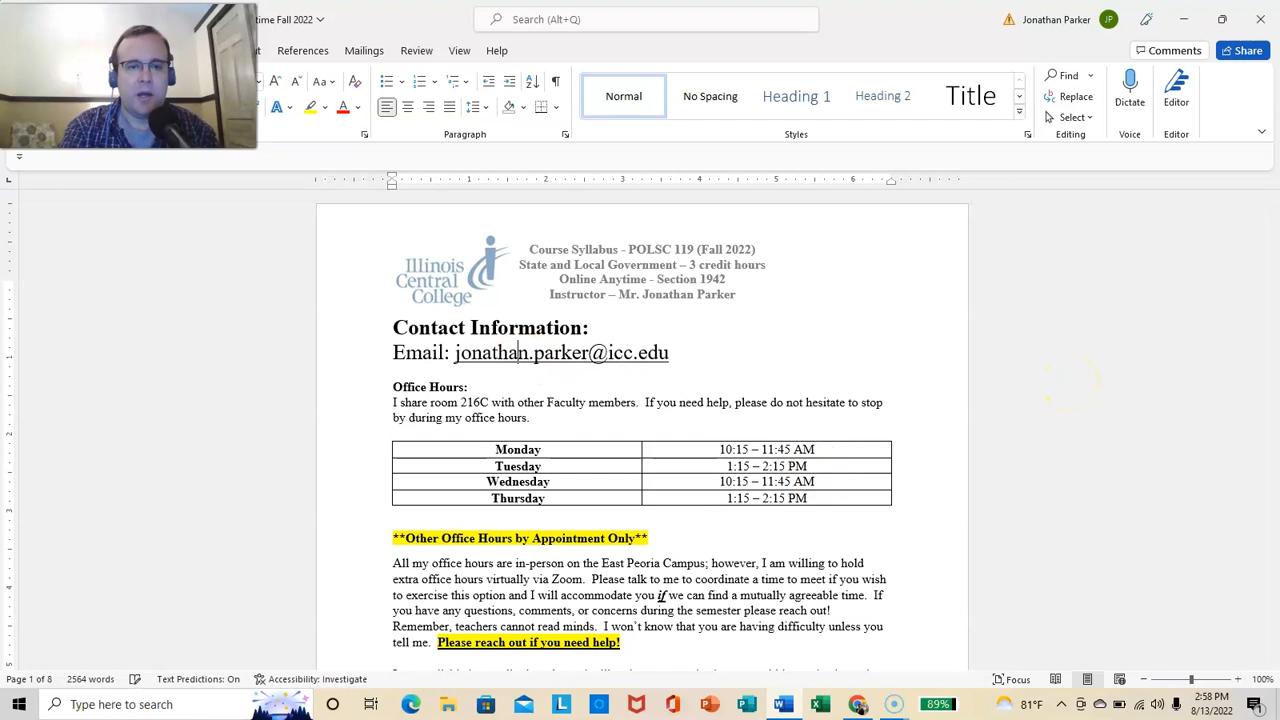 time Fall 2022
Search (Alt+Q)
Jonathan Parker
JP
References Mailings Review View Help
Comments
Share
Aa
A
A
Normal
No Spacing
Heading 1
Heading 2
Title
Find
Replace
Select
Dictate
Editor
Paragraph
Styles
Editing
Voice
Editor
1 1 2 3 4 5 6
Illinois
Central
College
Course Syllabus - POLSC 119 (Fall 2022)
State and Local Government – 3 credit hours
Online Anytime - Section 1942
Instructor – Mr. Jonathan Parker
Contact Information:
Email: jonathan.parker@icc.edu
Office Hours:
I share room 216C with other Faculty members. If you need help, please do not hesitate to stop
by during my office hours.
Monday 10:15 – 11:45 AM
Tuesday 1:15 – 2:15 PM
Wednesday 10:15 – 11:45 AM
Thursday 1:15 – 2:15 PM
**Other Office Hours by Appointment Only**
All my office hours are in-person on the East Peoria Campus; however, I am willing to hold
extra office hours virtually via Zoom. Please talk to me to coordinate a time to meet if you wish
to exercise this option and I will accommodate you if we can find a mutually agreeable time. If
you have any questions, comments, or concerns during the semester please reach out!
Remember, teachers cannot read minds. I won't know that you are having difficulty unless you
tell me. Please reach out if you need help!
Page 1 of 8
2564 words
Text Predictions: On
Accessibility: Investigate
Focus
100%
Type here to search
89%
81°F
2:58 PM
8/13/2022